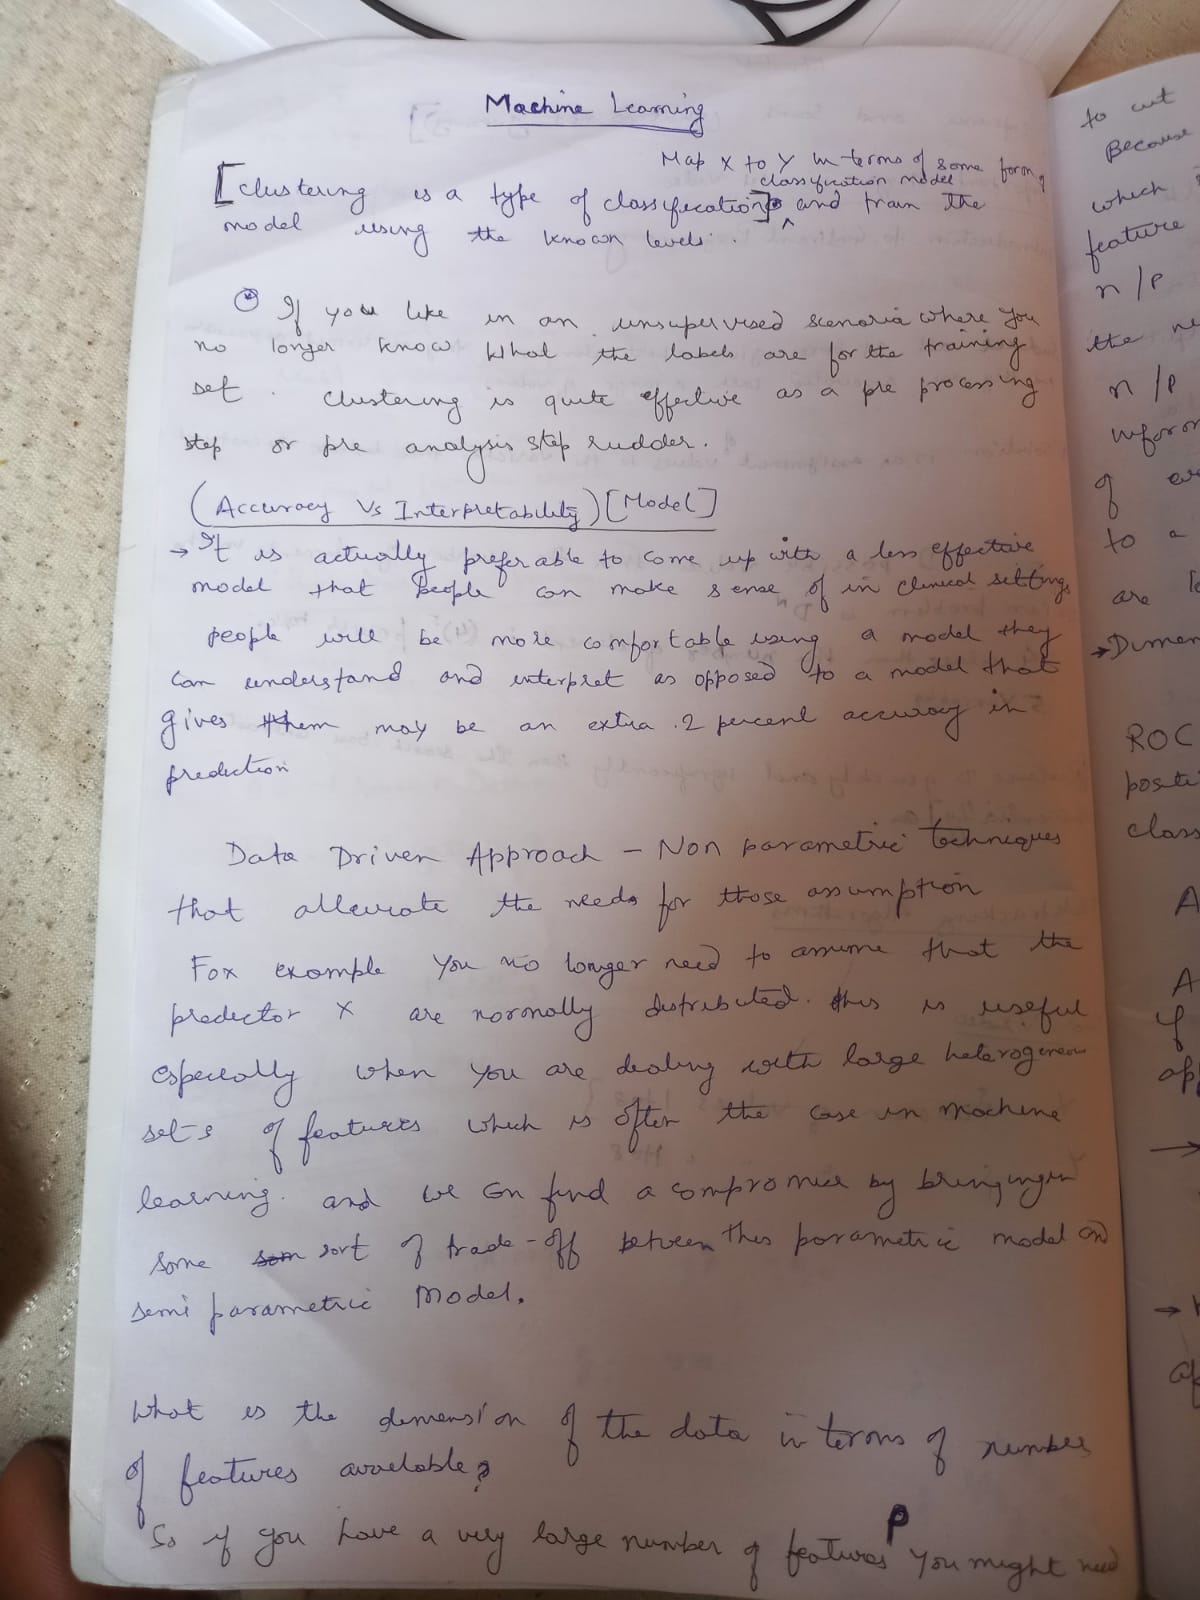 Machine Learning
Map X to Y in terms of some form of
classification model
[clustering is a type of classification] and train the
model using the known levels.
If you like in an unsupervised scenaria where you
no longer know what the labels are for the training
set. Clustering is quite effective as a pre processing
step or pre analysis step rudder.
(Accuracy Vs Interpretability) [Model]
→ It is actually preferable to come up with a less effective
model that people can make sense of in clinical settings
people will be more comfortable using a model they
can understand and interpret as opposed to a model that
gives them may be an extra .2 percent accuracy in
prediction
Data Driven Approach - Non parametric techniques
that alleviate the needs for those assumption
For example you no longer need to assume that the
predictor X are normally distributed. this is useful
especially when you are dealing with large heterogeneous
sets of features which is often the case in machine
learning. and we can find a compromise by bringing in
some sort of trade-off between this parametric model and
semi parametric Model.
What is the dimension of the data in terms of number
of features available?
So if you have a very large number of features P you might need
to cut
Because
which
feature
n/p
the
n/p
of
to a
are
→ Dimen
ROC
positi
class
A
A
→
→